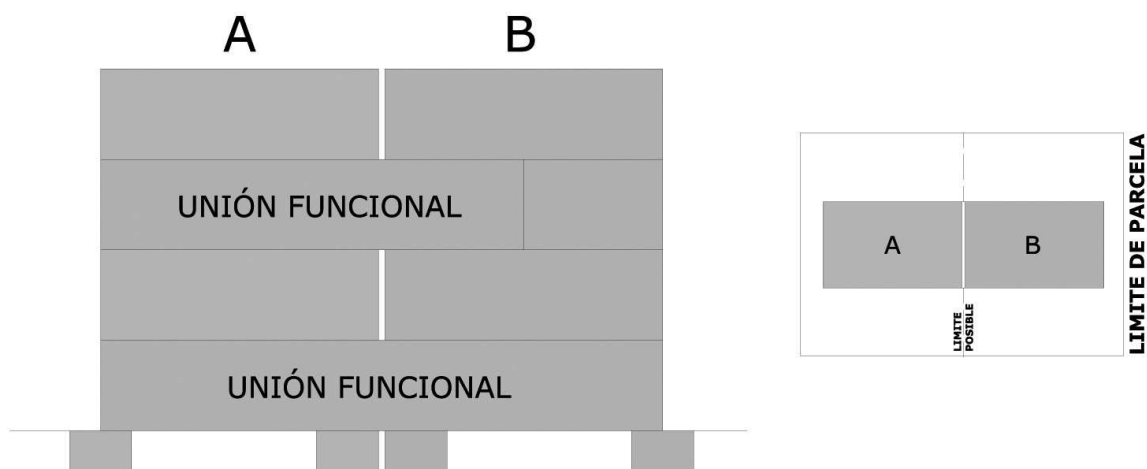 A
B
UNIÓN FUNCIONAL
UNIÓN FUNCIONAL
A
B
LIMITE
POSIBLE
LIMITE DE PARCELA